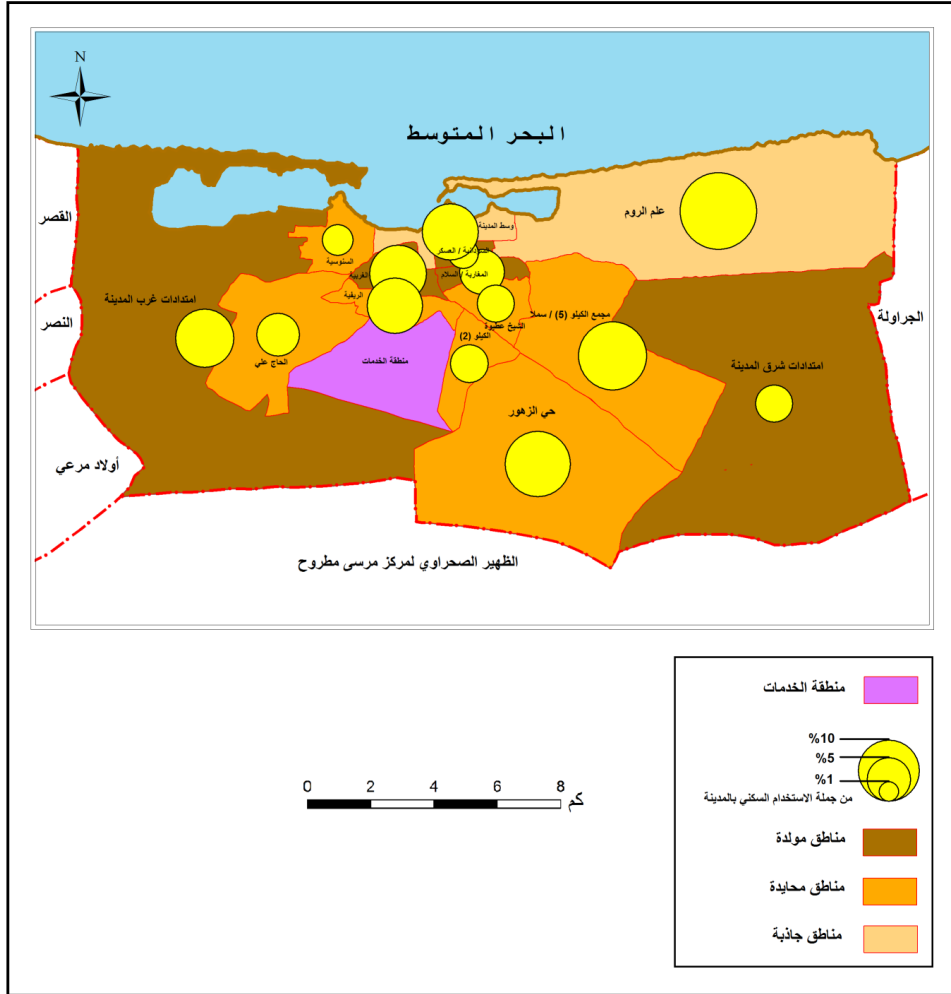 N
البحر المتوسط
علم الروم
وسط المدينة
القصر
السنوسية
السودانية / العسكر
المغاربة / السلام
الغربية
الريفية
امتدادات غرب المدينة
النصر
الجراولة
مجمع الكيلو (5) / سملا
الشيخ عطيوة
الكيلو (2)
الحاج علي
منطقة الخدمات
امتدادات شرق المدينة
حي الزهور
أولاد مرعي
الظهير الصحراوي لمركز مرسى مطروح
منطقة الخدمات
%10
%5
%1
من جملة الاستخدام السكني بالمدينة
0 2 4 6 8
كم
مناطق مولدة
مناطق محايدة
مناطق جاذبة